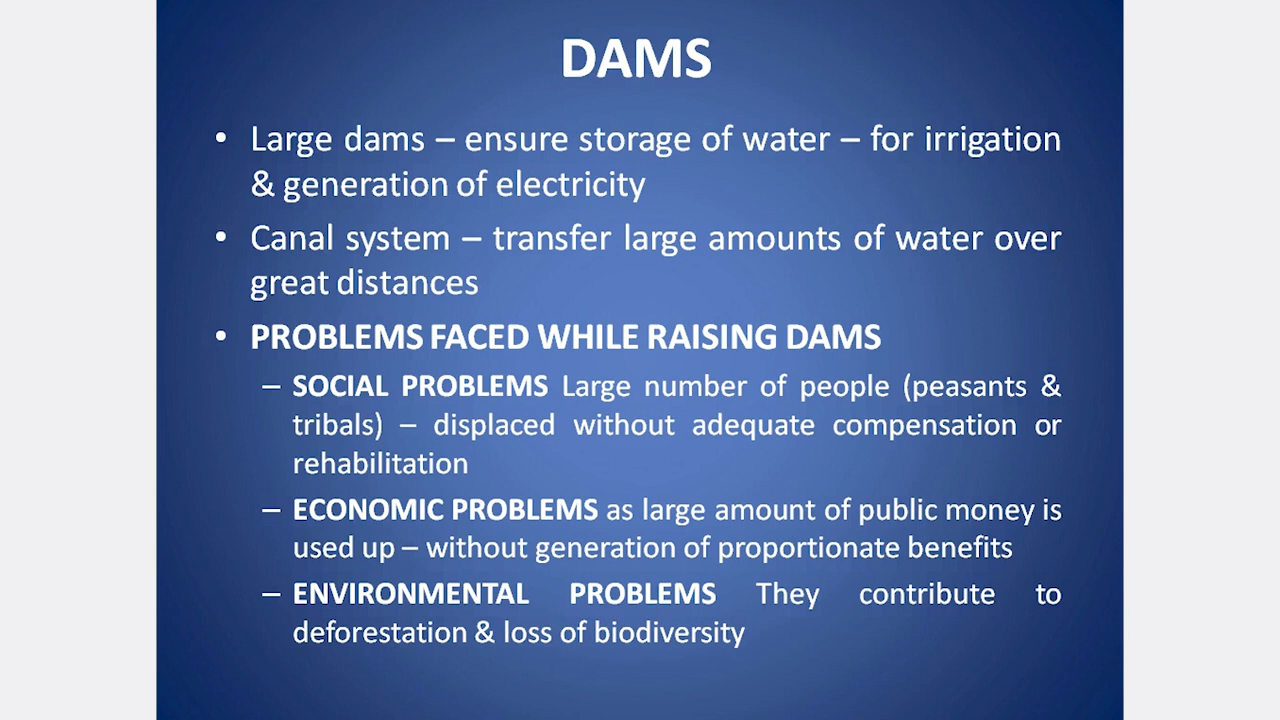 DAMS
• Large dams – ensure storage of water – for irrigation
& generation of electricity
• Canal system – transfer large amounts of water over
great distances
• PROBLEMS FACED WHILE RAISING DAMS
– SOCIAL PROBLEMS Large number of people (peasants &
tribals) – displaced without adequate compensation or
rehabilitation
– ECONOMIC PROBLEMS as large amount of public money is
used up – without generation of proportionate benefits
– ENVIRONMENTAL PROBLEMS They contribute to
deforestation & loss of biodiversity